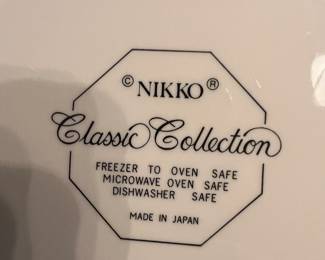 © NIKKO ®
Classic Collection
FREEZER TO OVEN SAFE
MICROWAVE OVEN SAFE
DISHWASHER SAFE
MADE IN JAPAN